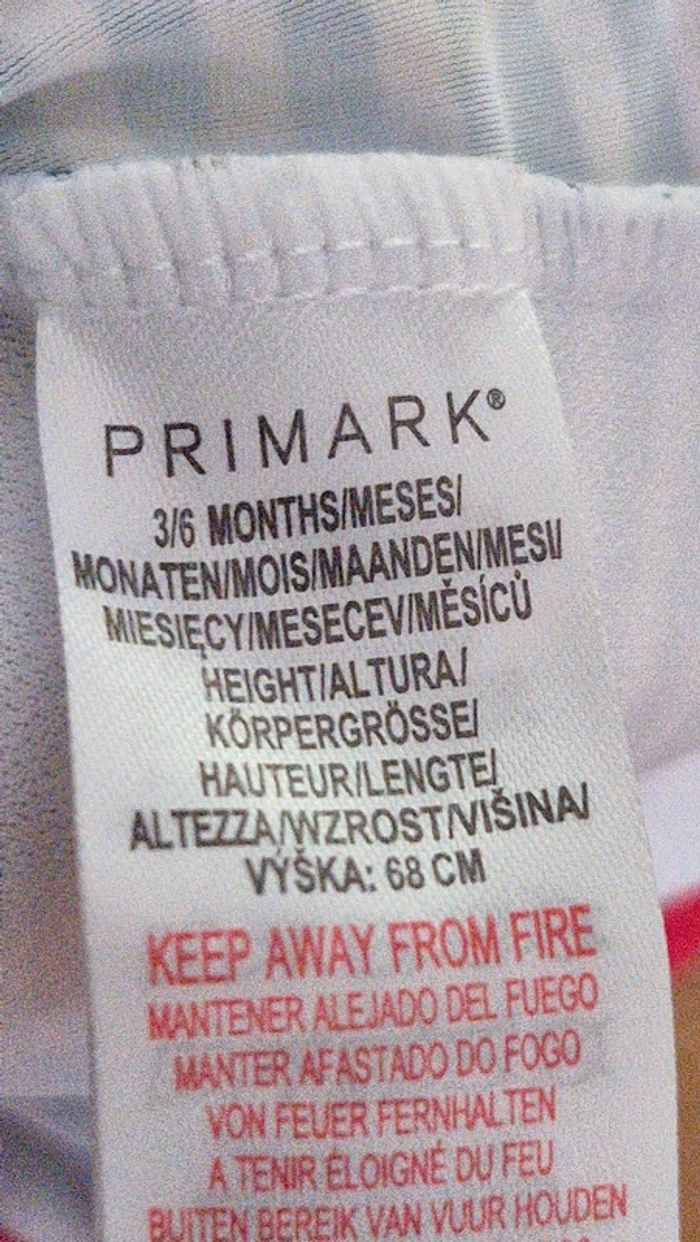 PRIMARK®
3/6 MONTHS/MESES/
MONATEN/MOIS/MAANDEN/MESI/
MIESIĘCY/MESECEV/MĚSÍCŮ
HEIGHT/ALTURA/
KÖRPERGRÖSSE/
HAUTEUR/LENGTE/
ALTEZZA/WZROST/VIŠINA/
VÝŠKA: 68 CM
KEEP AWAY FROM FIRE
MANTENER ALEJADO DEL FUEGO
MANTER AFASTADO DO FOGO
VON FEUER FERNHALTEN
A TENIR ÉLOIGNÉ DU FEU
BUITEN BEREIK VAN VUUR HOUDEN